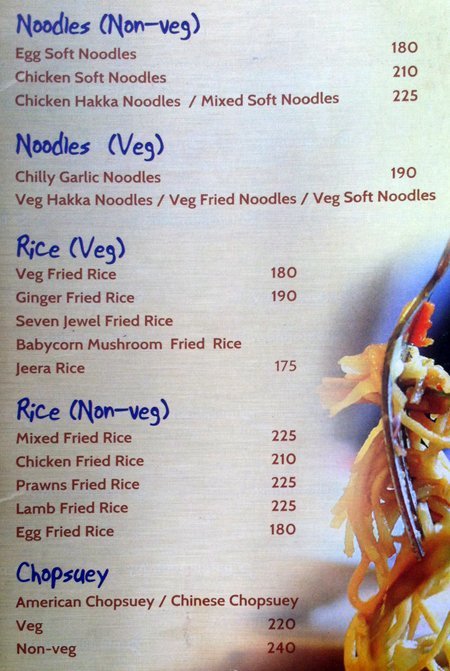 Noodles (Non-veg)
Egg Soft Noodles 180
Chicken Soft Noodles 210
Chicken Hakka Noodles / Mixed Soft Noodles 225
Noodles (Veg)
Chilly Garlic Noodles 190
Veg Hakka Noodles / Veg Fried Noodles / Veg Soft Noodles
Rice (Veg)
Veg Fried Rice 180
Ginger Fried Rice 190
Seven Jewel Fried Rice
Babycorn Mushroom Fried Rice
Jeera Rice 175
Rice (Non-veg)
Mixed Fried Rice 225
Chicken Fried Rice 210
Prawns Fried Rice 225
Lamb Fried Rice 225
Egg Fried Rice 180
Chopsuey
American Chopsuey / Chinese Chopsuey
Veg 220
Non-veg 240